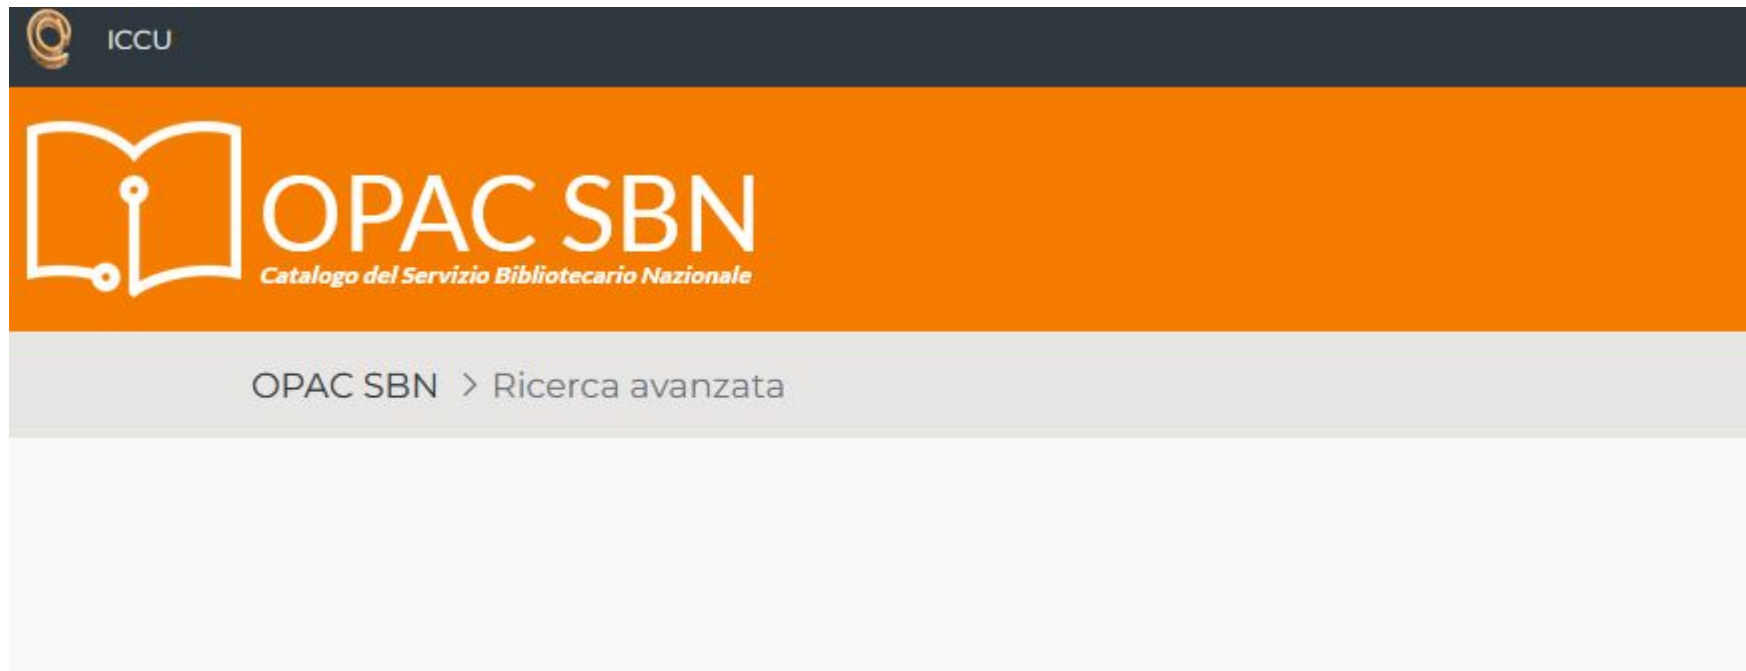 ICCU
OPAC SBN
Catalogo del Servizio Bibliotecario Nazionale
OPAC SBN > Ricerca avanzata